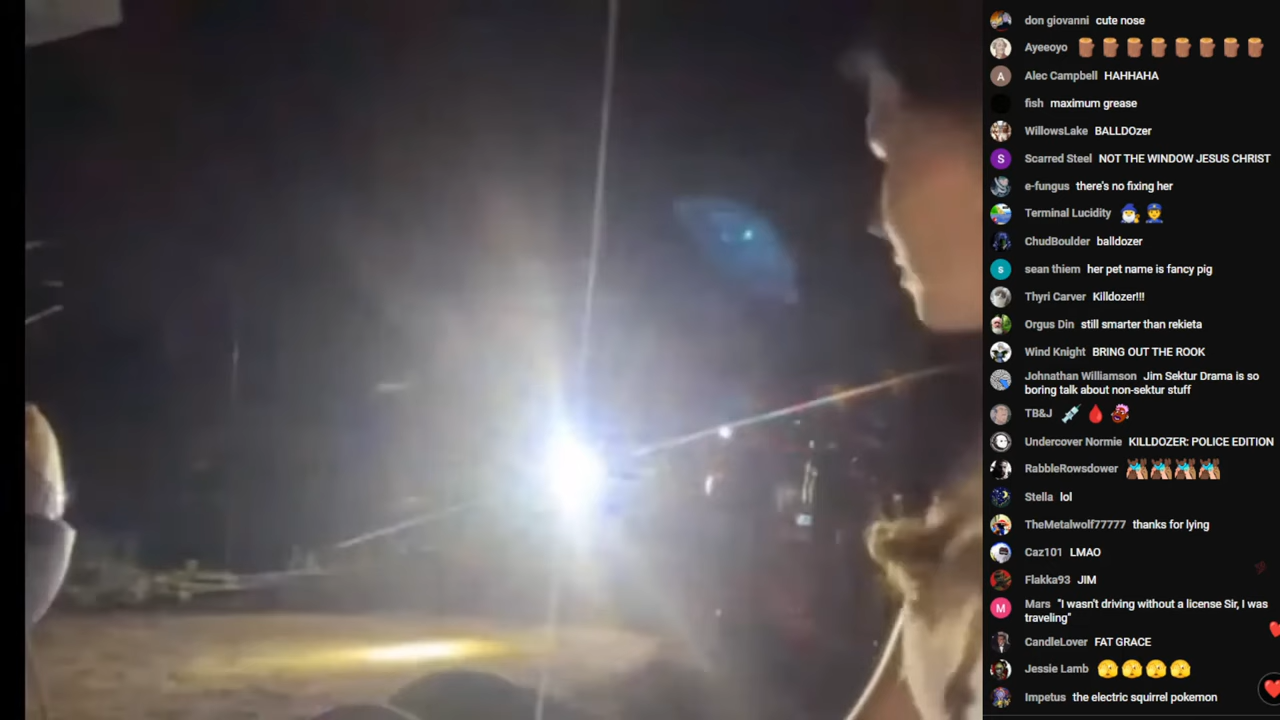 don giovanni cute nose
Ayeeoyo
A Alec Campbell HAHHAHA
fish maximum grease
WillowsLake BALLDOzer
S Scarred Steel NOT THE WINDOW JESUS CHRIST
e-fungus there's no fixing her
Terminal Lucidity
ChudBoulder balldozer
s sean thiem her pet name is fancy pig
Thyri Carver Killdozer!!!
Orgus Din still smarter than rekieta
Wind Knight BRING OUT THE ROOK
Johnathan Williamson Jim Sektur Drama is so
boring talk about non-sektur stuff
TB&J
Undercover Normie KILLDOZER: POLICE EDITION
RabbleRowsdower
Stella lol
TheMetalwolf77777 thanks for lying
Caz101 LMAO
Flakka93 JIM
M Mars "I wasn't driving without a license Sir, I was
traveling"
CandleLover FAT GRACE
Jessie Lamb
Impetus the electric squirrel pokemon